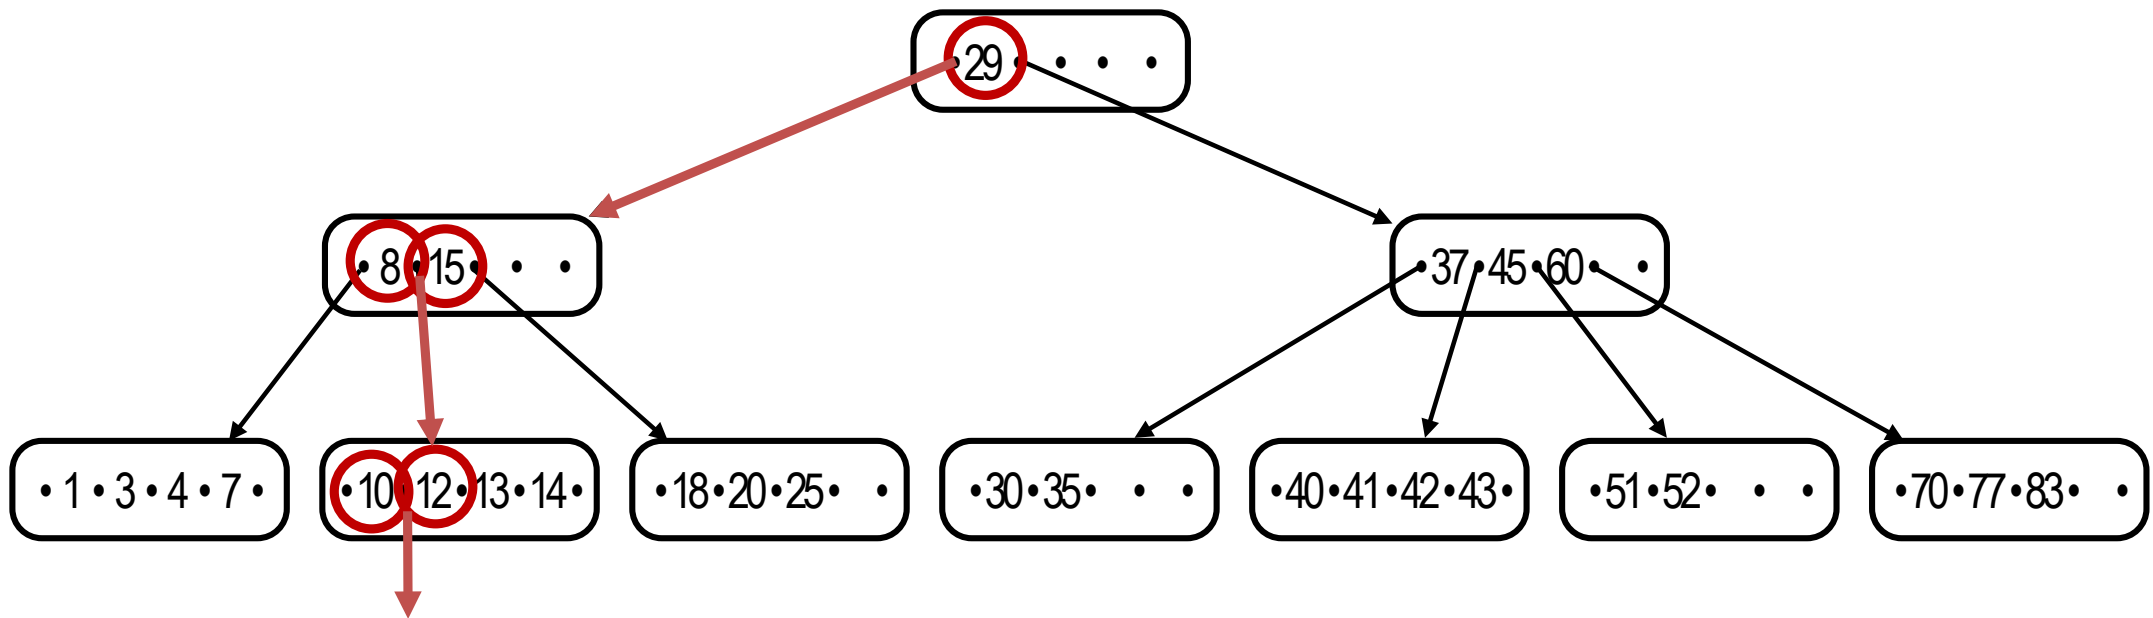 • 29 • • • •
• 8 • 15 • • •
• 37 • 45 • 60 • •
• 1 • 3 • 4 • 7 •
• 10 • 12 • 13 • 14 •
• 18 • 20 • 25 • •
• 30 • 35 • • •
• 40 • 41 • 42 • 43 •
• 51 • 52 • • •
• 70 • 77 • 83 • •